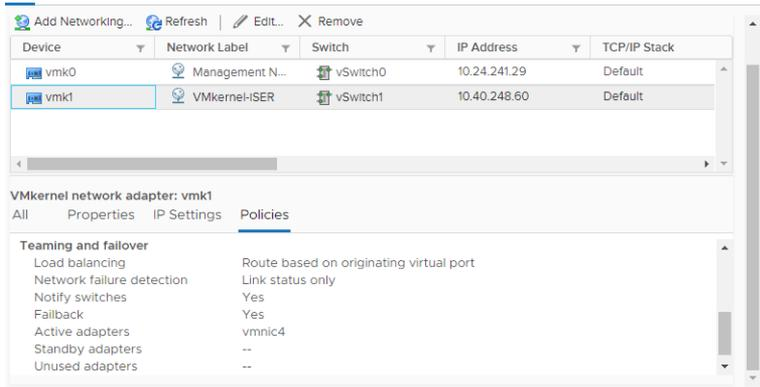 Add Networking... Refresh Edit... Remove
Device Network Label Switch IP Address TCP/IP Stack
vmk0 Management N... vSwitch0 10.24.241.29 Default
vmk1 VMkernel-ISER vSwitch1 10.40.248.60 Default
VMkernel network adapter: vmk1
All Properties IP Settings Policies
Teaming and failover
Load balancing Route based on originating virtual port
Network failure detection Link status only
Notify switches Yes
Failback Yes
Active adapters vmnic4
Standby adapters --
Unused adapters --